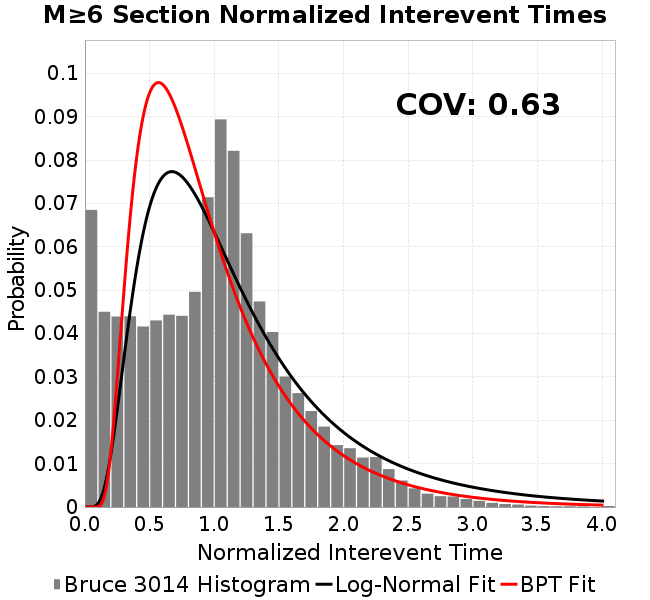 M≥6 Section Normalized Interevent Times
COV: 0.63
Probability
0.1
0.09
0.08
0.07
0.06
0.05
0.04
0.03
0.02
0.01
0
0.0 0.5 1.0 1.5 2.0 2.5 3.0 3.5 4.0
Normalized Interevent Time
Bruce 3014 Histogram Log-Normal Fit BPT Fit